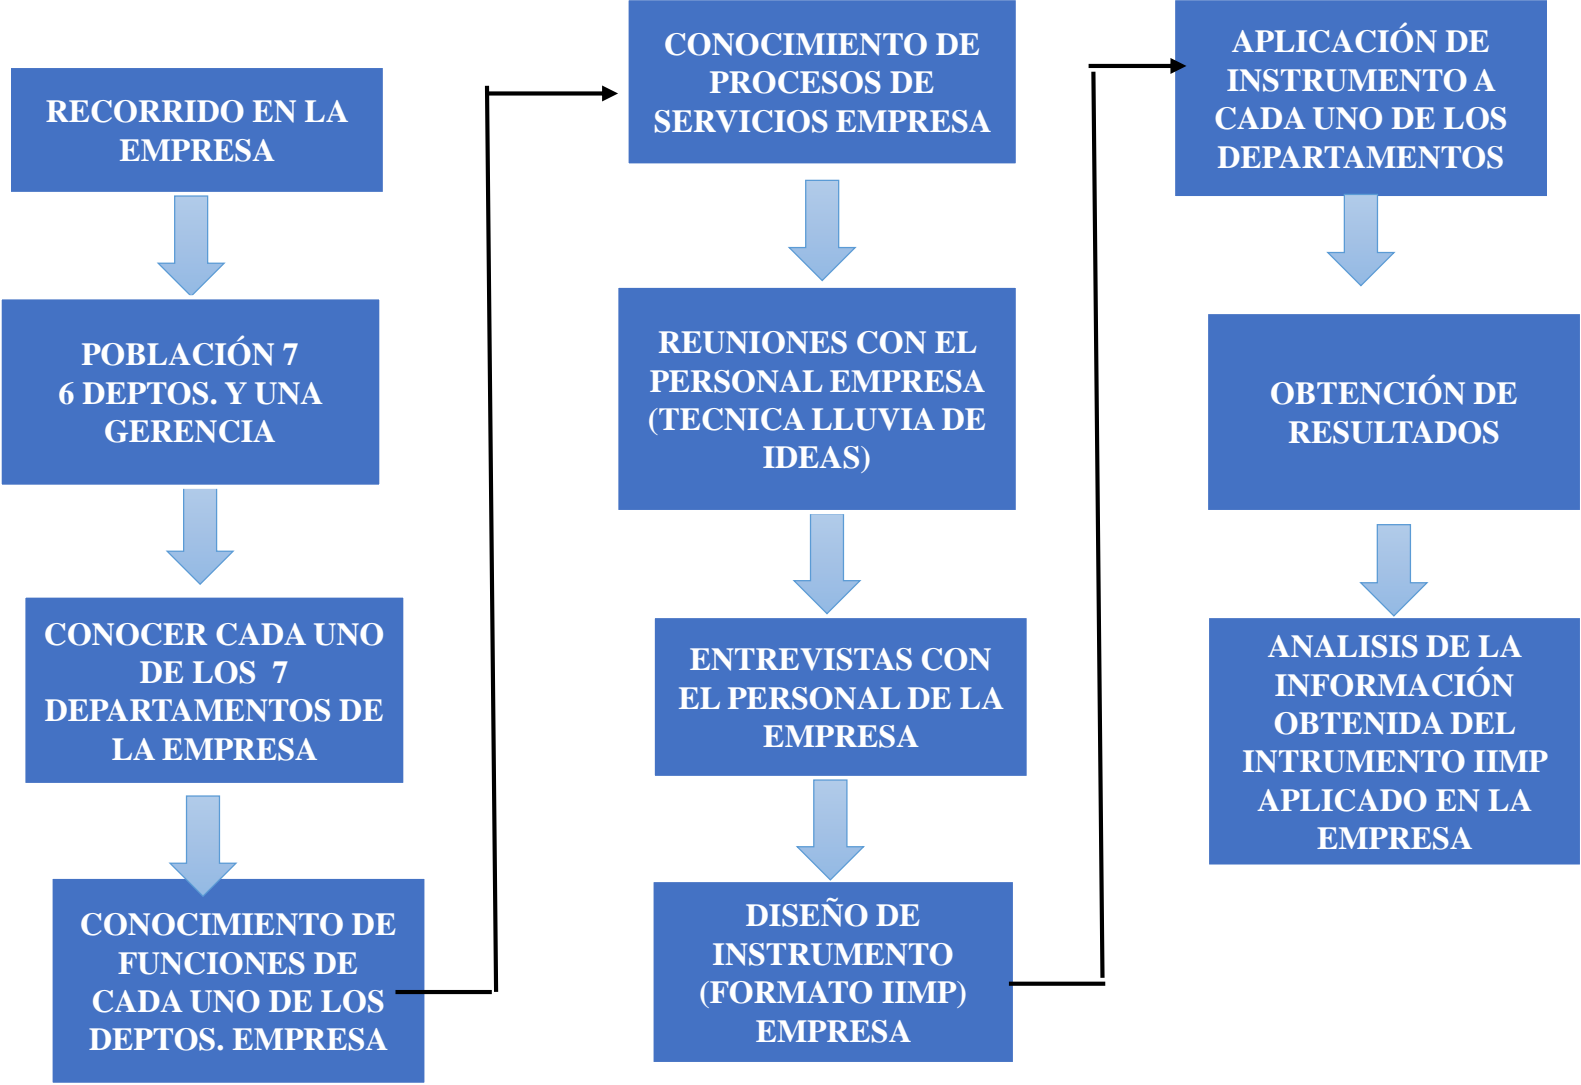 RECORRIDO EN LA
EMPRESA
POBLACIÓN 7
6 DEPTOS. Y UNA
GERENCIA
CONOCER CADA UNO
DE LOS 7
DEPARTAMENTOS DE
LA EMPRESA
CONOCIMIENTO DE
FUNCIONES DE
CADA UNO DE LOS
DEPTOS. EMPRESA
CONOCIMIENTO DE
PROCESOS DE
SERVICIOS EMPRESA
REUNIONES CON EL
PERSONAL EMPRESA
(TECNICA LLUVIA DE
IDEAS)
ENTREVISTAS CON
EL PERSONAL DE LA
EMPRESA
DISEÑO DE
INSTRUMENTO
(FORMATO IIMP)
EMPRESA
APLICACIÓN DE
INSTRUMENTO A
CADA UNO DE LOS
DEPARTAMENTOS
OBTENCIÓN DE
RESULTADOS
ANALISIS DE LA
INFORMACIÓN
OBTENIDA DEL
INTRUMENTO IIMP
APLICADO EN LA
EMPRESA